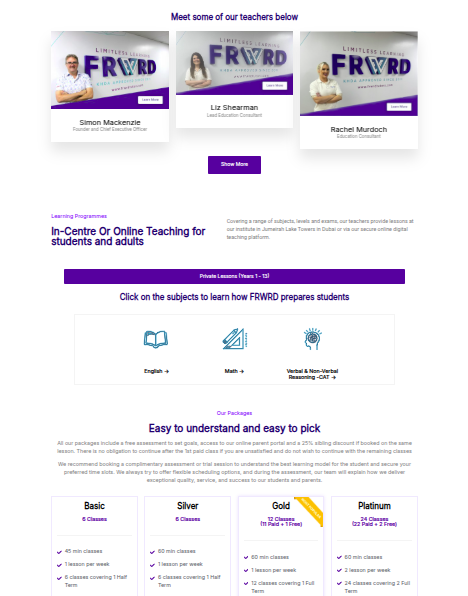 Meet some of our teachers below
LIMITLESS LEARNING
FRWRD
KHDA APPROVED CENTRE
Learn More
LIMITLESS LEARNING
FRWRD
KHDA APPROVED CENTRE
Learn More
LIMITLESS LEARNING
FRWRD
KHDA APPROVED CENTRE
Learn More
Simon Mackenzie
Founder and Chief Executive Officer
Liz Shearman
Lead Education Consultant
Rachel Murdoch
Education Consultant
Show More
Learning Programmes
In-Centre Or Online Teaching for
students and adults
Covering a range of subjects, levels and exams, our teachers provide lessons at
our institute in Jumeirah Lake Towers in Dubai or via our secure online digital
teaching platform.
Private Lessons (Years 1 - 13)
Click on the subjects to learn how FRWRD prepares students
English →
Math →
Verbal & Non-Verbal
Reasoning -CAT →
Our Packages
Easy to understand and easy to pick
All our packages include a free assessment to set goals, access to our online parent portal and a 25% sibling discount if booked on the same
lesson. There is no obligation to continue after the 1st paid class if you are unsatisfied and do not wish to continue with the remaining classes
We recommend booking a complimentary assessment or trial session to understand the best learning model for the student and secure your
preferred time slots. We always try to offer flexible scheduling options, and during the assessment, our team will explain how we deliver
exceptional quality, service, and success to our students and parents.
Basic
6 Classes
45 min classes
1 lesson per week
6 classes covering 1 Half
Term
Silver
6 Classes
60 min classes
1 lesson per week
6 classes covering 1 Half
Term
Gold
12 Classes
(11 Paid + 1 Free)
60 min classes
1 lesson per week
12 classes covering 1 Full
Term
Platinum
24 Classes
(22 Paid + 2 Free)
60 min classes
2 lesson per week
24 classes covering 2 Full
Term